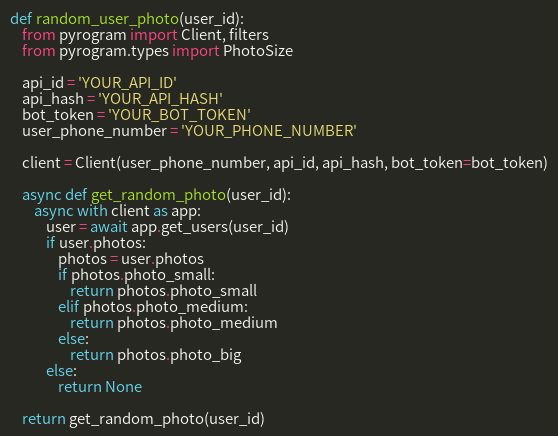 def random_user_photo(user_id):
    from pyrogram import Client, filters
    from pyrogram.types import PhotoSize

    api_id = 'YOUR_API_ID'
    api_hash = 'YOUR_API_HASH'
    bot_token = 'YOUR_BOT_TOKEN'
    user_phone_number = 'YOUR_PHONE_NUMBER'

    client = Client(user_phone_number, api_id, api_hash, bot_token=bot_token)

    async def get_random_photo(user_id):
        async with client as app:
            user = await app.get_users(user_id)
            if user.photos:
                photos = user.photos
                if photos.photo_small:
                    return photos.photo_small
                elif photos.photo_medium:
                    return photos.photo_medium
                else:
                    return photos.photo_big
            else:
                return None

    return get_random_photo(user_id)